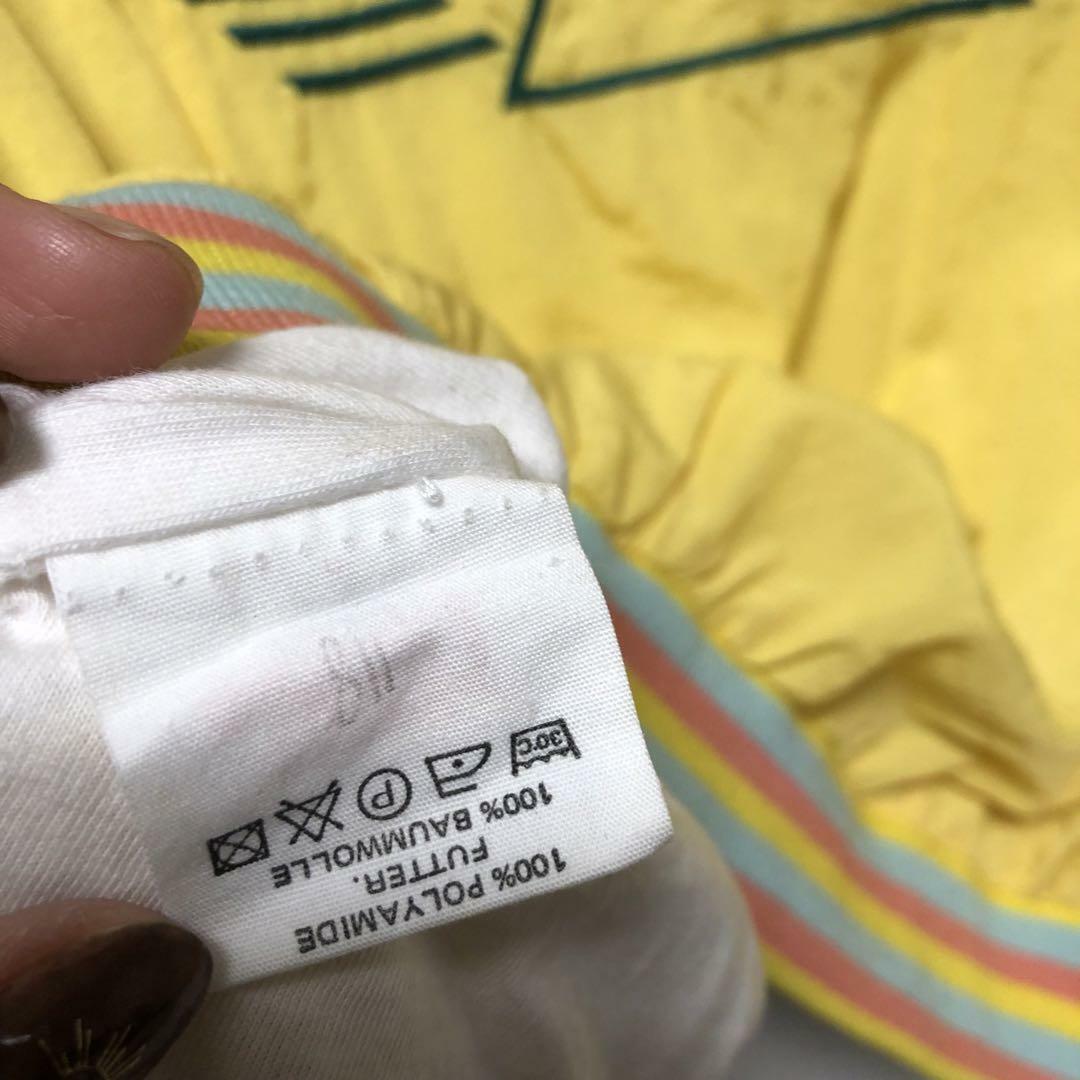 100% POLYAMIDE
FUTTER.
100% BAUMWOLLE
30°C P